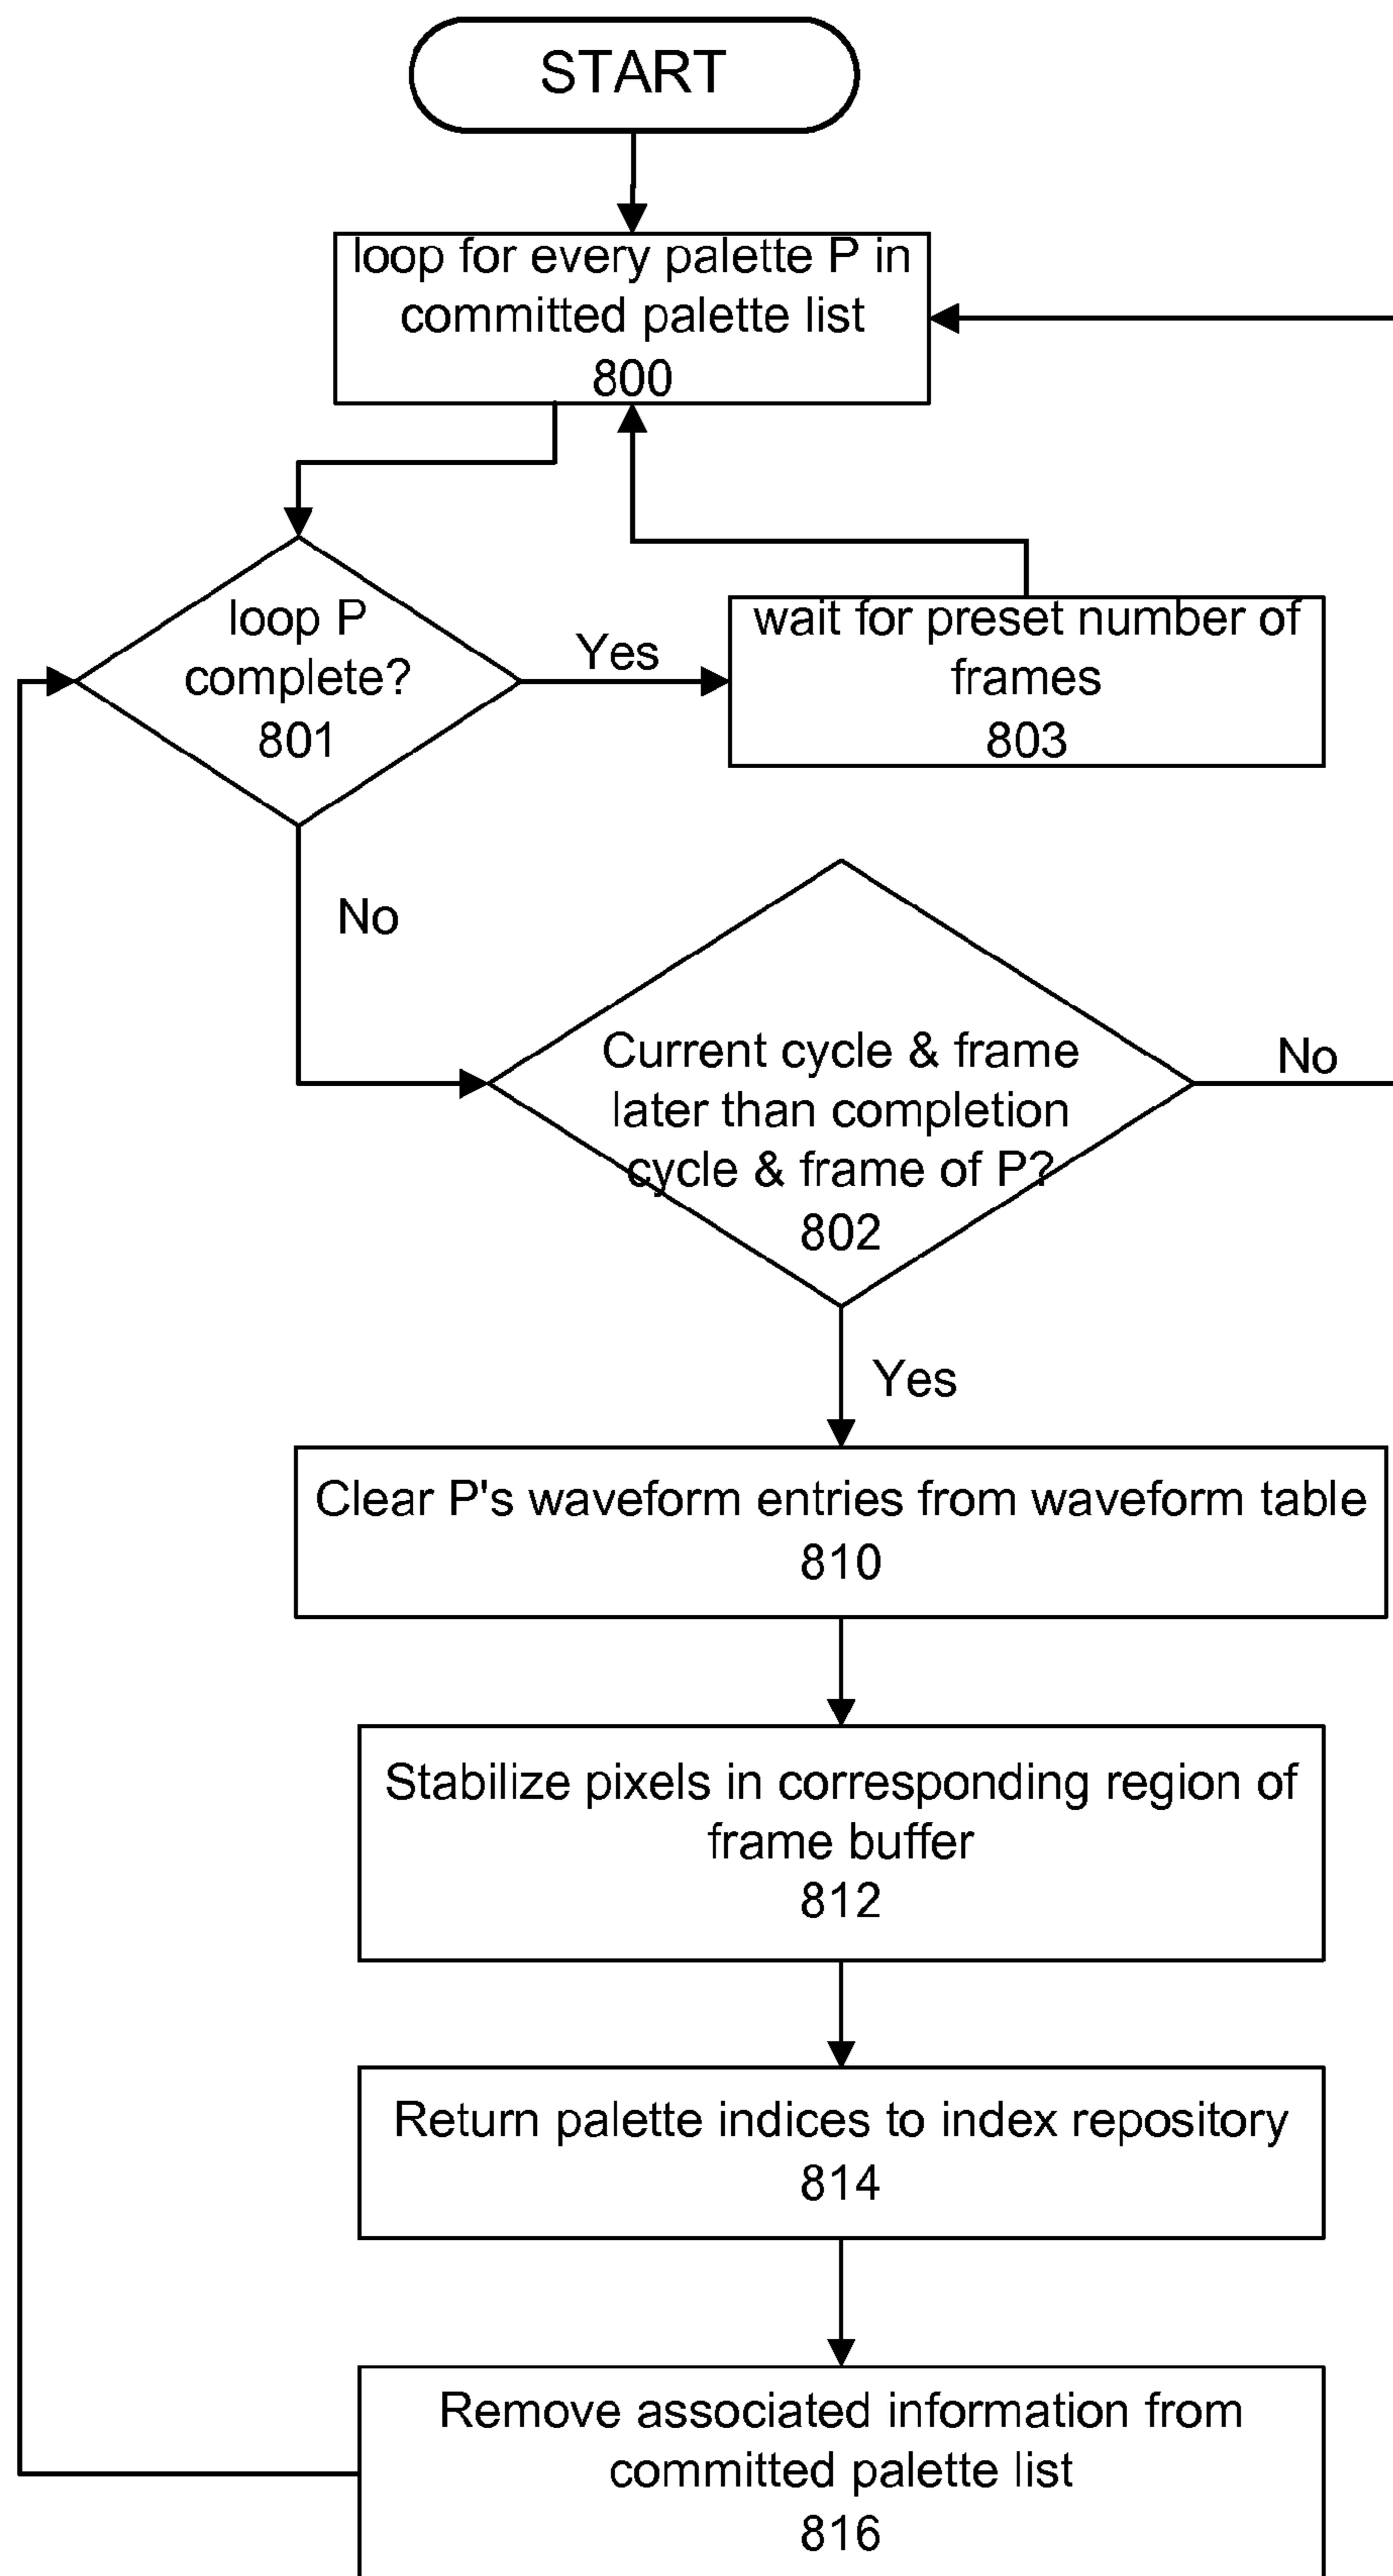 START
loop for every palette P in
committed palette list
800
loop P
complete?
801
Yes
wait for preset number of
frames
803
No
Current cycle & frame
later than completion
cycle & frame of P?
802
No
Yes
Clear P's waveform entries from waveform table
810
Stabilize pixels in corresponding region of
frame buffer
812
Return palette indices to index repository
814
Remove associated information from
committed palette list
816